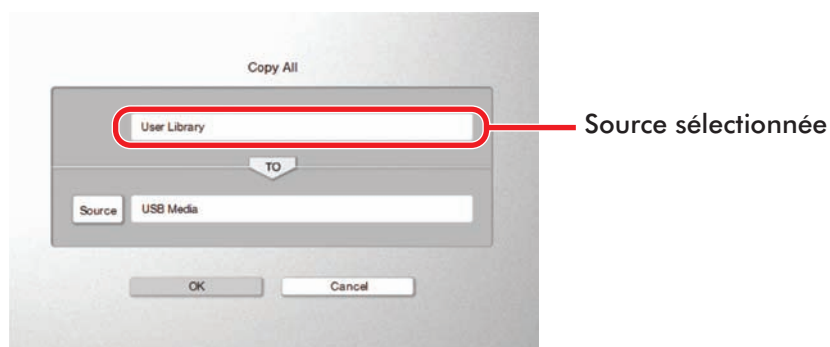 Copy All
User Library
Source sélectionnée
TO
Source
USB Media
OK
Cancel